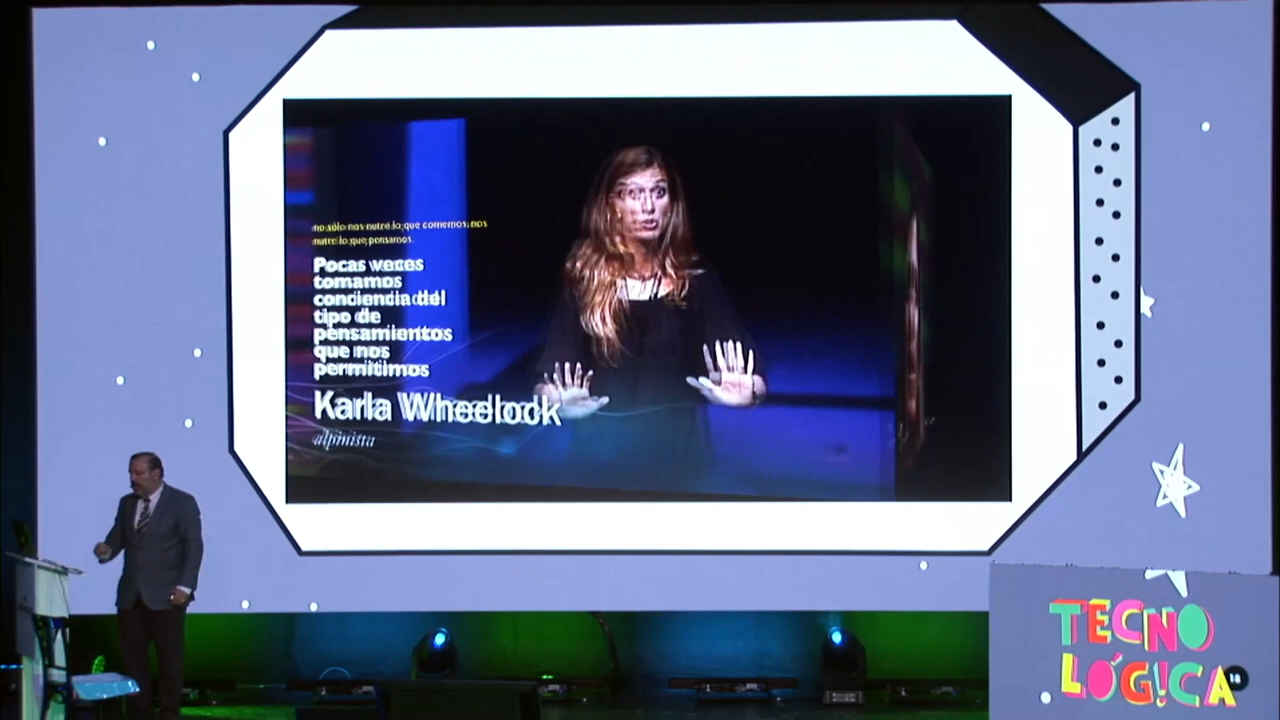 no sólo nos nutre lo que comemos, nos
nutre lo que pensamos.
Pocas veces
tomamos
conciencia del
tipo de
pensamientos
que nos
permitimos
Karla Wheelock
alpinista
TECNO
LÓG!CA
18